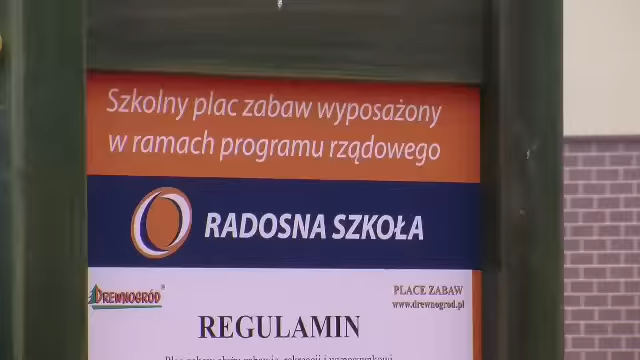 Szkolny plac zabaw wyposażony
w ramach programu rządowego
RADOSNA SZKOŁA
DREWNOGRÓD®
PLACE ZABAW
www.drewnogrod.pl
REGULAMIN